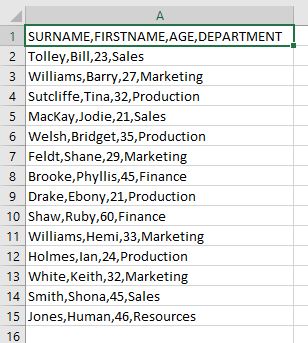 A
1 SURNAME,FIRSTNAME,AGE,DEPARTMENT
2 Tolley,Bill,23,Sales
3 Williams,Barry,27,Marketing
4 Sutcliffe,Tina,32,Production
5 MacKay,Jodie,21,Sales
6 Welsh,Bridget,35,Production
7 Feldt,Shane,29,Marketing
8 Brooke,Phyllis,45,Finance
9 Drake,Ebony,21,Production
10 Shaw,Ruby,60,Finance
11 Williams,Hemi,33,Marketing
12 Holmes,Ian,24,Production
13 White,Keith,32,Marketing
14 Smith,Shona,45,Sales
15 Jones,Human,46,Resources
16